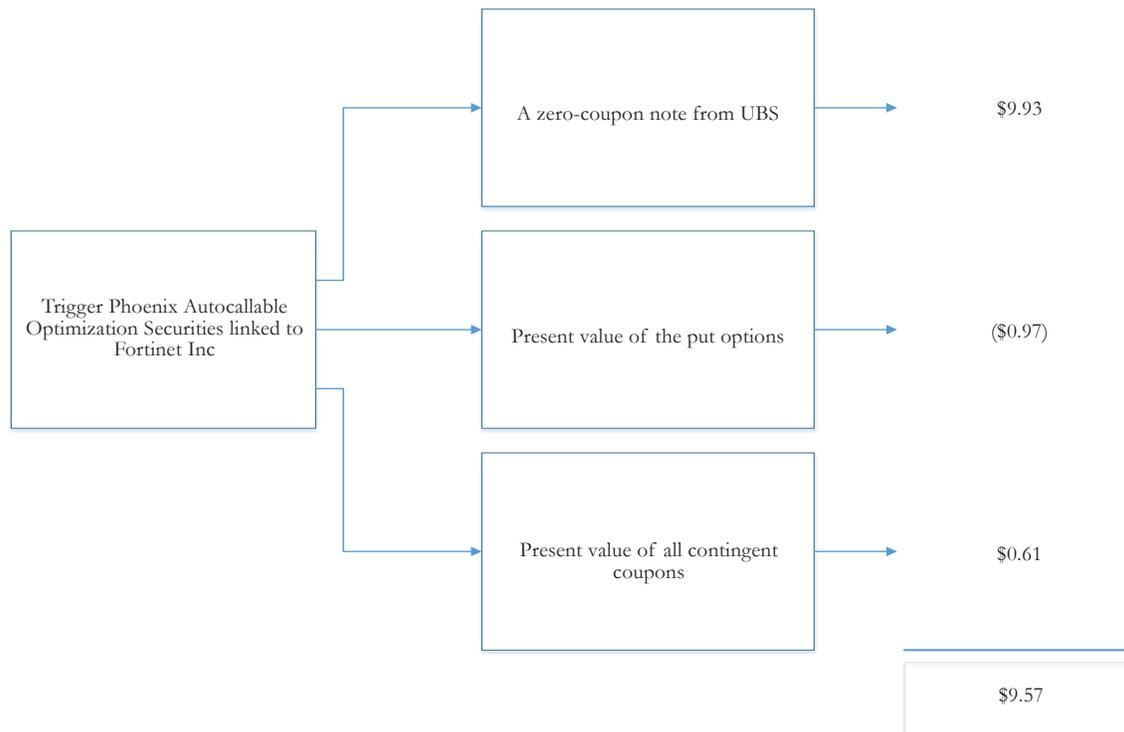 A zero-coupon note from UBS
$9.93
Trigger Phoenix Autocallable
Optimization Securities linked to
Fortinet Inc
Present value of the put options
($0.97)
Present value of all contingent
coupons
$0.61
$9.57